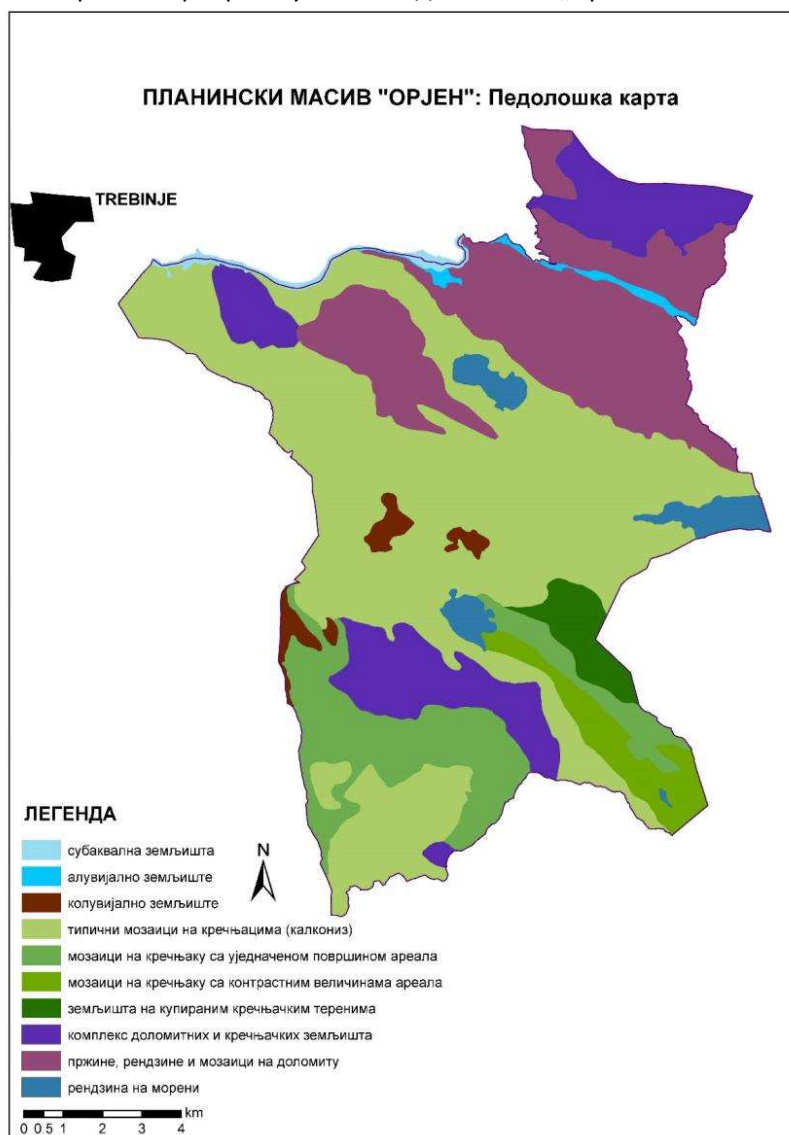 ПЛАНИНСКИ МАСИВ "ОРЈЕН": Педолошка карта
TREBINJE
ЛЕГЕНДА
N
субаквална земљишта
алувијално земљиште
колувијално земљиште
типични мозаици на кречњацима (калкониз)
мозаици на кречњаку са уједначеном површином ареала
мозаици на кречњаку са контрастним величинама ареала
земљишта на купираним кречњачким теренима
комплекс доломитних и кречњачких земљишта
пржине, рендзине и мозаици на доломиту
рендзина на морени
km
0 0.5 1 2 3 4